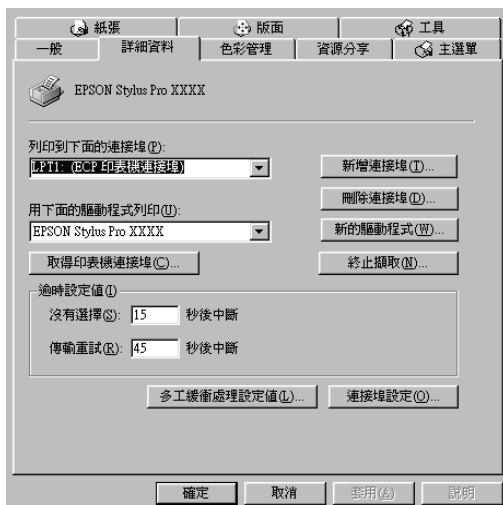 紙張 版面 工具
一般 詳細資料 色彩管理 資源分享 主選單
EPSON Stylus Pro XXXX
列印到下面的連接埠(P):
LPT1: (ECP 印表機連接埠) 新增連接埠(T)...
刪除連接埠(D)...
用下面的驅動程式列印(U):
EPSON Stylus Pro XXXX 新的驅動程式(W)...
取得印表機連接埠(C)... 終止擷取(N)...
逾時設定值(I)
沒有選擇(S): 15 秒後中斷
傳輸重試(R): 45 秒後中斷
多工緩衝處理設定值(L)... 連接埠設定(O)...
確定 取消 套用(A) 說明